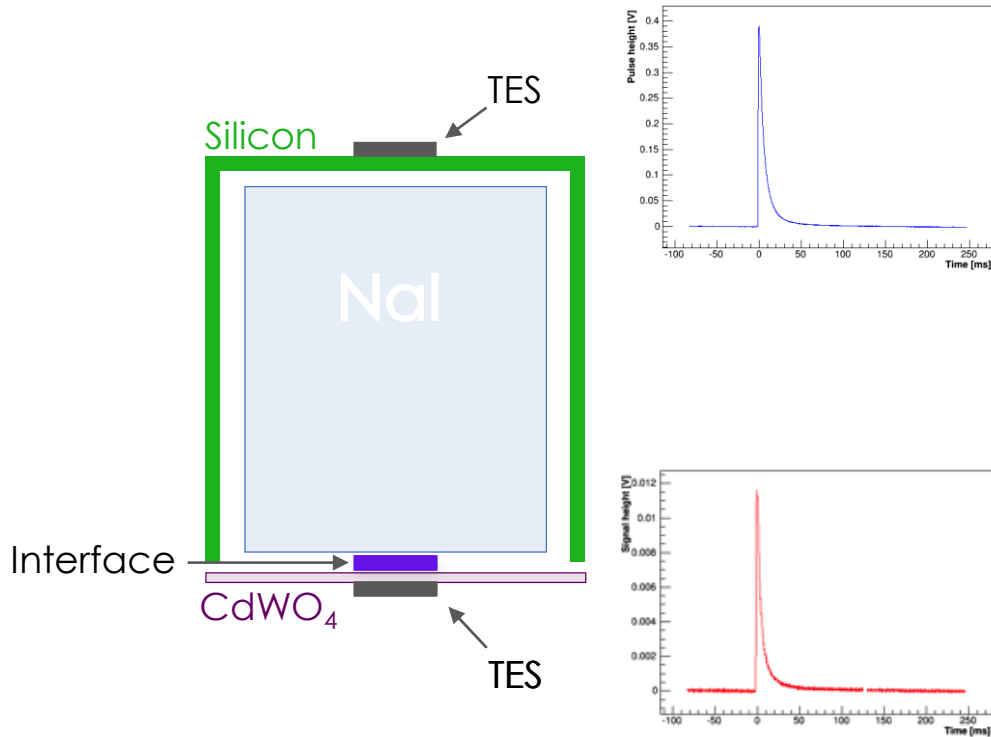 TES
Silicon
NaI
Interface
CdWO₄
TES
Pulse height [V]
0.4
0.35
0.3
0.25
0.2
0.15
0.1
0.05
0
-100 -50 0 50 100 150 200 250
Time [ms]
Signal height [V]
0.012
0.01
0.008
0.006
0.004
0.002
0
-100 -50 0 50 100 150 200 250
Time [ms]